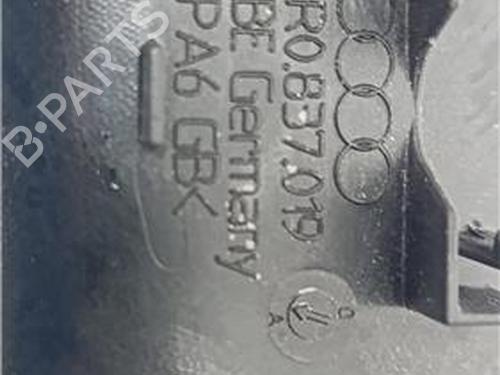 R0.837.019
BE Germany
PA6 GBK
B·PARTS